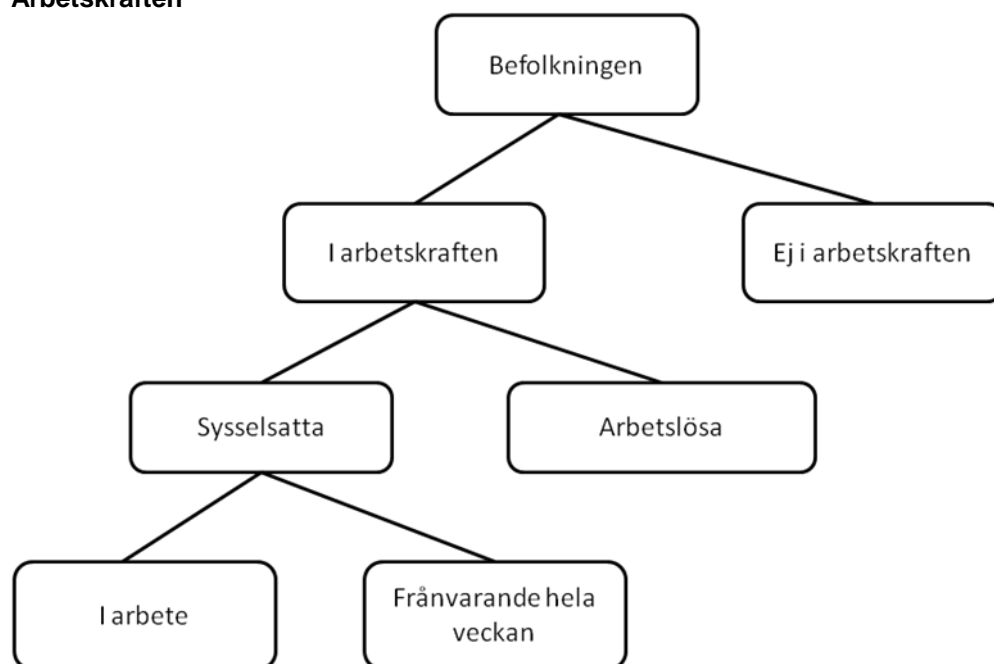 Arbetskraften
Befolkningen
I arbetskraften
Ej i arbetskraften
Sysselsatta
Arbetslösa
I arbete
Frånvarande hela
veckan